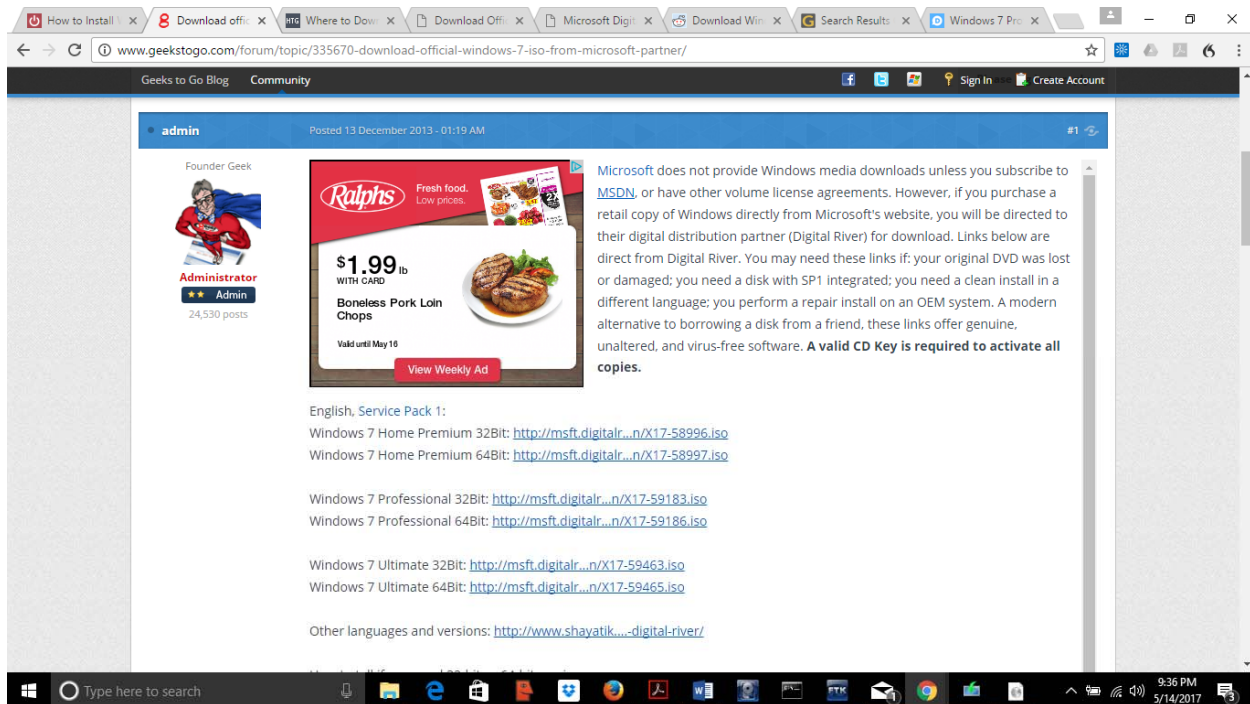 How to Install
Download offic
HTG Where to Dow
Download Offic
Microsoft Digit
Download Win
Search Results
Windows 7 Pro
www.geekstogo.com/forum/topic/335670-download-official-windows-7-iso-from-microsoft-partner/
Geeks to Go Blog Community Sign In Create Account
admin Posted 13 December 2013 - 01:19 AM #1
Founder Geek
Administrator
Admin
24,530 posts
Ralphs Fresh food.
Low prices.
$1.99 lb
WITH CARD
Boneless Pork Loin
Chops
Valid until May 16
View Weekly Ad
Microsoft does not provide Windows media downloads unless you subscribe to
MSDN, or have other volume license agreements. However, if you purchase a
retail copy of Windows directly from Microsoft's website, you will be directed to
their digital distribution partner (Digital River) for download. Links below are
direct from Digital River. You may need these links if: your original DVD was lost
or damaged; you need a disk with SP1 integrated; you need a clean install in a
different language; you perform a repair install on an OEM system. A modern
alternative to borrowing a disk from a friend, these links offer genuine,
unaltered, and virus-free software. A valid CD Key is required to activate all
copies.
English, Service Pack 1:
Windows 7 Home Premium 32Bit: http://msft.digitalr...n/X17-58996.iso
Windows 7 Home Premium 64Bit: http://msft.digitalr...n/X17-58997.iso
Windows 7 Professional 32Bit: http://msft.digitalr...n/X17-59183.iso
Windows 7 Professional 64Bit: http://msft.digitalr...n/X17-59186.iso
Windows 7 Ultimate 32Bit: http://msft.digitalr...n/X17-59463.iso
Windows 7 Ultimate 64Bit: http://msft.digitalr...n/X17-59465.iso
Other languages and versions: http://www.shayatik....-digital-river/
Type here to search
FTK
9:36 PM
5/14/2017